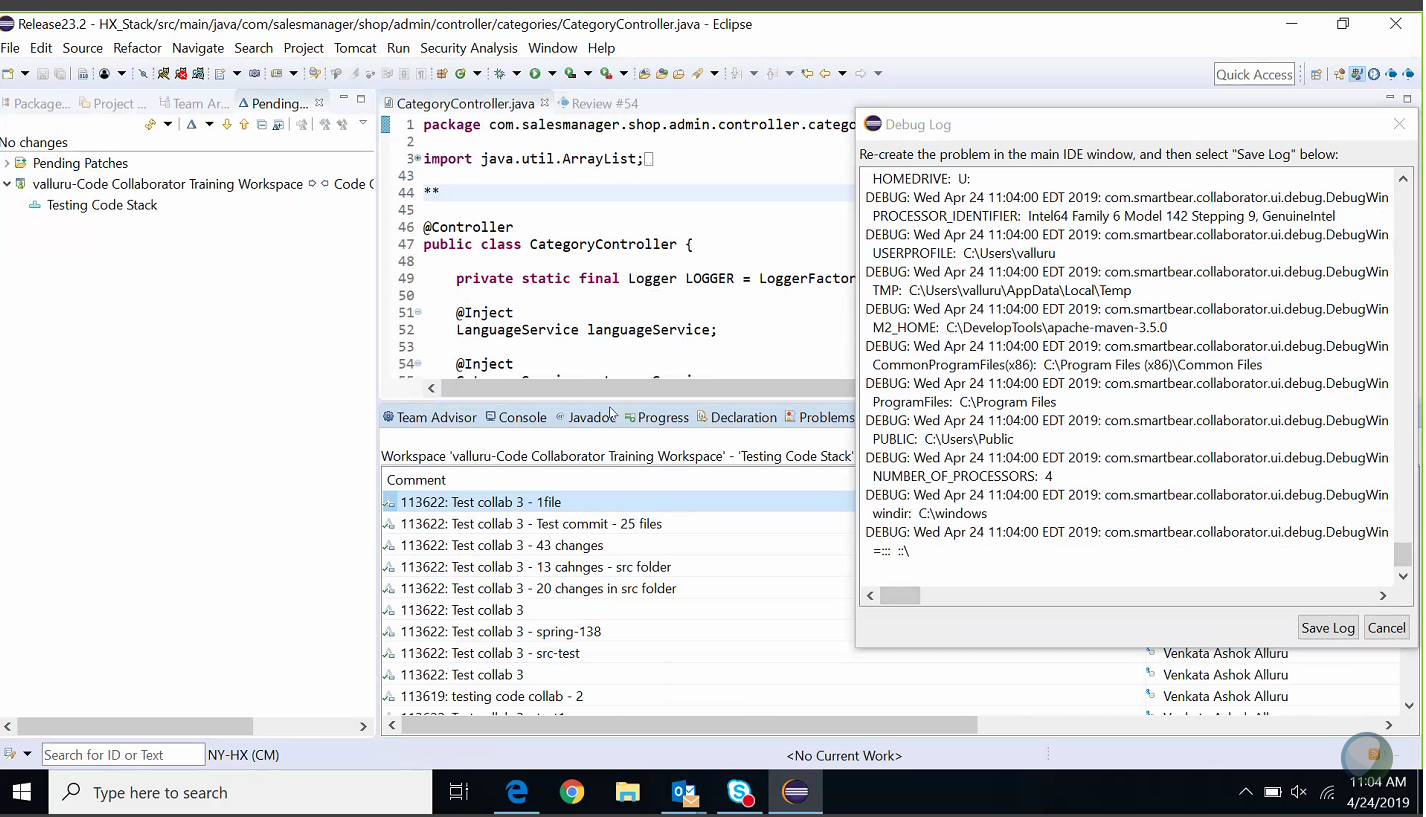 Release23.2 - HX_Stack/src/main/java/com/salesmanager/shop/admin/controller/categories/CategoryController.java - Eclipse
File Edit Source Refactor Navigate Search Project Tomcat Run Security Analysis Window Help
Quick Access
Package... Project ... Team Ar... Pending...
No changes
Pending Patches
valluru-Code Collaborator Training Workspace Code C
Testing Code Stack
CategoryController.java Review #54
1 package com.salesmanager.shop.admin.controller.catego
2
3 import java.util.ArrayList;
43
44 **
45
46 @Controller
47 public class CategoryController {
48
49 private static final Logger LOGGER = LoggerFactor
50
51 @Inject
52 LanguageService languageService;
53
54 @Inject
Team Advisor Console Javadoc Progress Declaration Problems
Workspace 'valluru-Code Collaborator Training Workspace' - 'Testing Code Stack'
Comment
113622: Test collab 3 - 1file
113622: Test collab 3 - Test commit - 25 files
113622: Test collab 3 - 43 changes
113622: Test collab 3 - 13 cahnges - src folder
113622: Test collab 3 - 20 changes in src folder
113622: Test collab 3
113622: Test collab 3 - spring-138
113622: Test collab 3 - src-test Venkata Ashok Alluru
113622: Test collab 3 Venkata Ashok Alluru
113619: testing code collab - 2 Venkata Ashok Alluru
Debug Log
Re-create the problem in the main IDE window, and then select "Save Log" below:
HOMEDRIVE: U:
DEBUG: Wed Apr 24 11:04:00 EDT 2019: com.smartbear.collaborator.ui.debug.DebugWin
PROCESSOR_IDENTIFIER: Intel64 Family 6 Model 142 Stepping 9, GenuineIntel
DEBUG: Wed Apr 24 11:04:00 EDT 2019: com.smartbear.collaborator.ui.debug.DebugWin
USERPROFILE: C:\Users\valluru
DEBUG: Wed Apr 24 11:04:00 EDT 2019: com.smartbear.collaborator.ui.debug.DebugWin
TMP: C:\Users\valluru\AppData\Local\Temp
DEBUG: Wed Apr 24 11:04:00 EDT 2019: com.smartbear.collaborator.ui.debug.DebugWin
M2_HOME: C:\DevelopTools\apache-maven-3.5.0
DEBUG: Wed Apr 24 11:04:00 EDT 2019: com.smartbear.collaborator.ui.debug.DebugWin
CommonProgramFiles(x86): C:\Program Files (x86)\Common Files
DEBUG: Wed Apr 24 11:04:00 EDT 2019: com.smartbear.collaborator.ui.debug.DebugWin
ProgramFiles: C:\Program Files
DEBUG: Wed Apr 24 11:04:00 EDT 2019: com.smartbear.collaborator.ui.debug.DebugWin
PUBLIC: C:\Users\Public
DEBUG: Wed Apr 24 11:04:00 EDT 2019: com.smartbear.collaborator.ui.debug.DebugWin
NUMBER_OF_PROCESSORS: 4
DEBUG: Wed Apr 24 11:04:00 EDT 2019: com.smartbear.collaborator.ui.debug.DebugWin
windir: C:\windows
DEBUG: Wed Apr 24 11:04:00 EDT 2019: com.smartbear.collaborator.ui.debug.DebugWin
=::: ::\
Save Log Cancel
Search for ID or Text NY-HX (CM) <No Current Work>
Type here to search
11:04 AM
4/24/2019